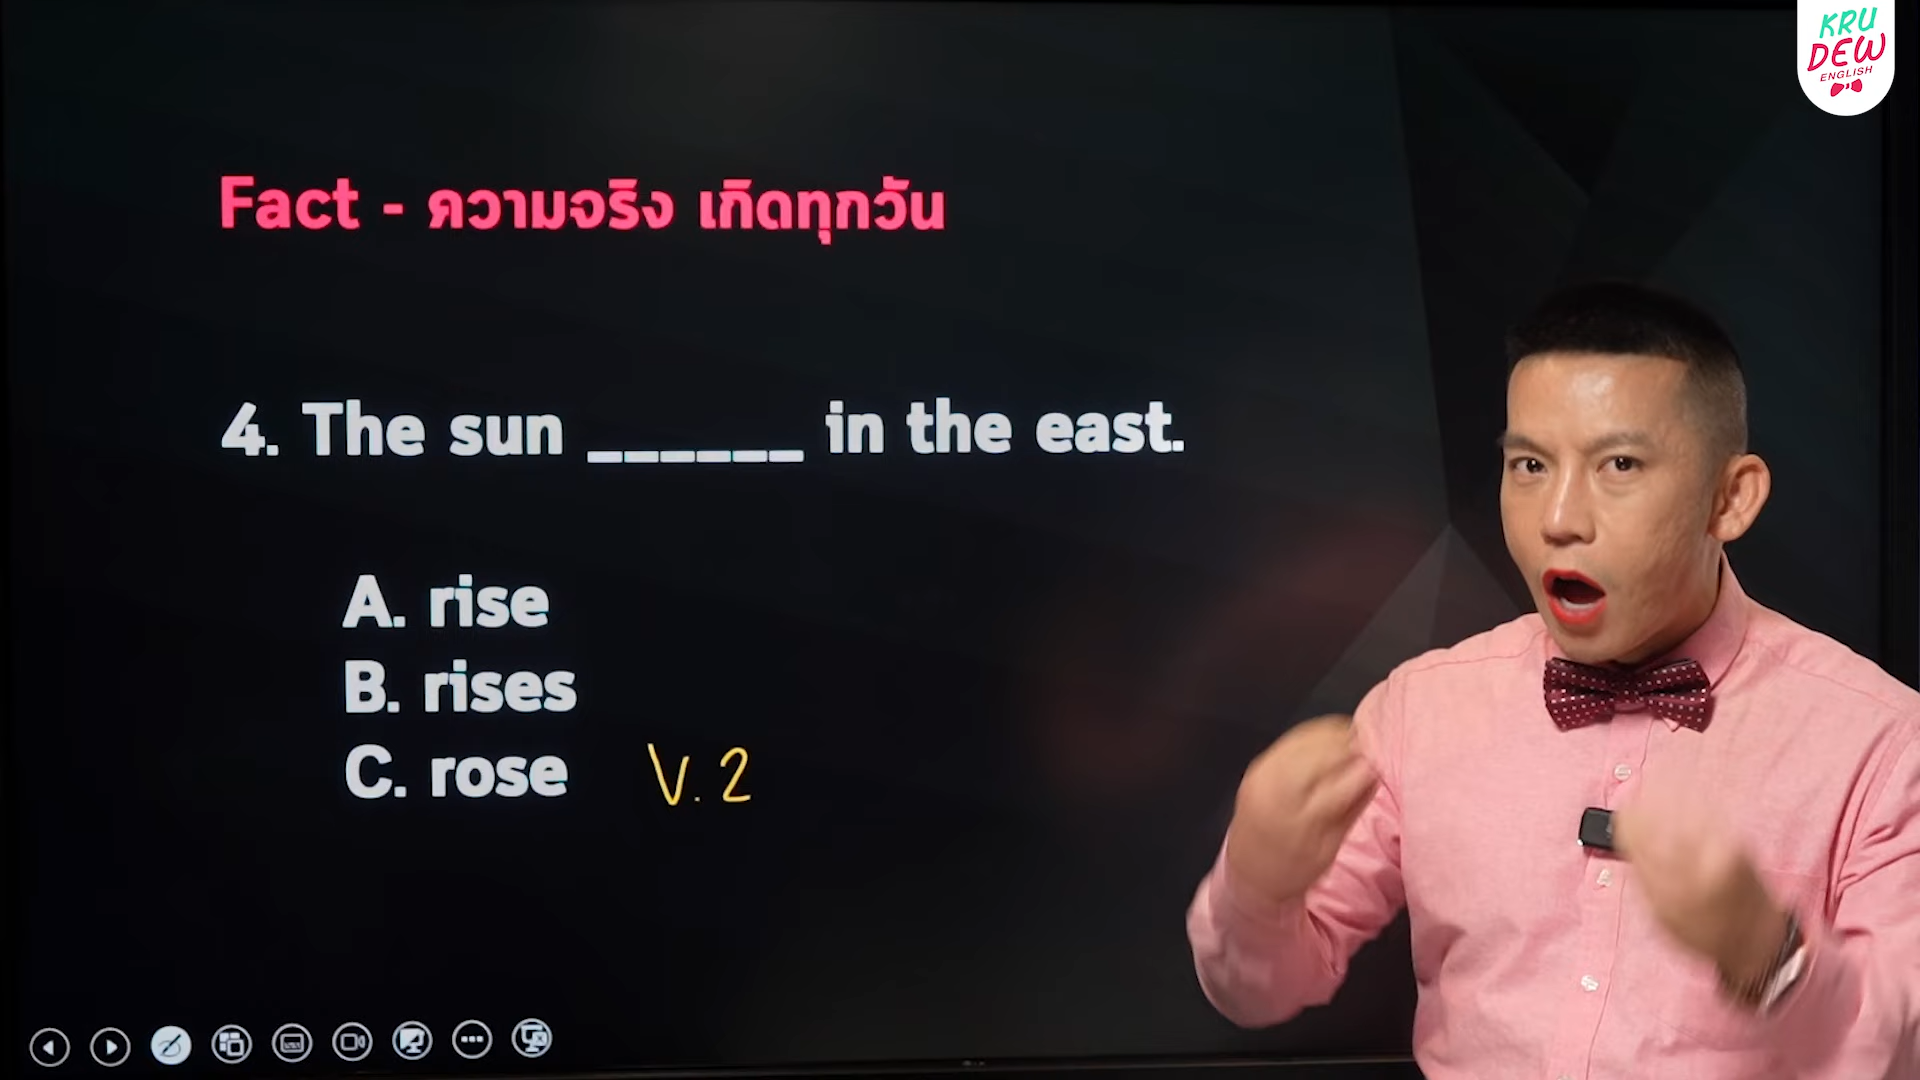 KRU
DEW
ENGLISH
Fact - ความจริง เกิดทุกวัน
4. The sun ______ in the east.
A. rise
B. rises
C. rose V. 2